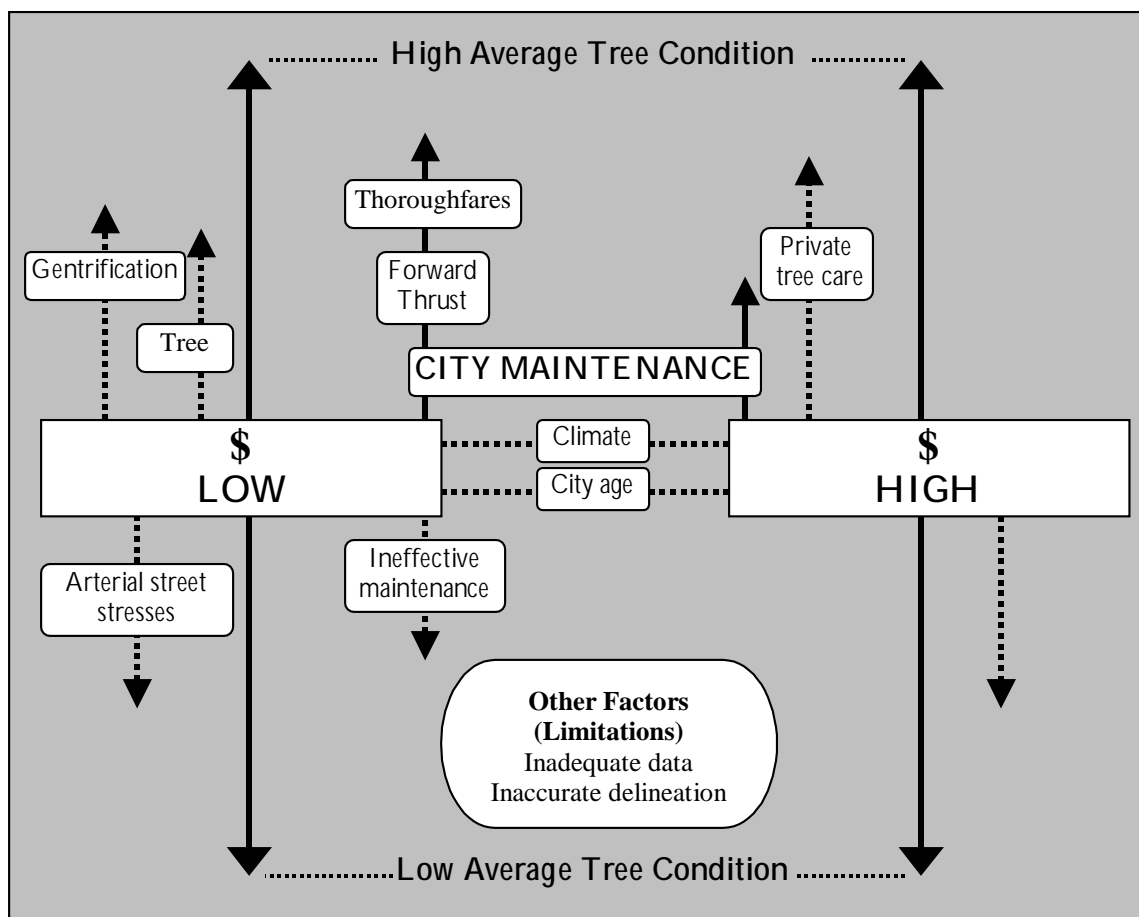 High Average Tree Condition
Thoroughfares
Gentrification
Forward
Thrust
Private
tree care
Tree
CITY MAINTENANCE
$
LOW
Climate
City age
$
HIGH
Arterial street
stresses
Ineffective
maintenance
Other Factors
(Limitations)
Inadequate data
Inaccurate delineation
Low Average Tree Condition